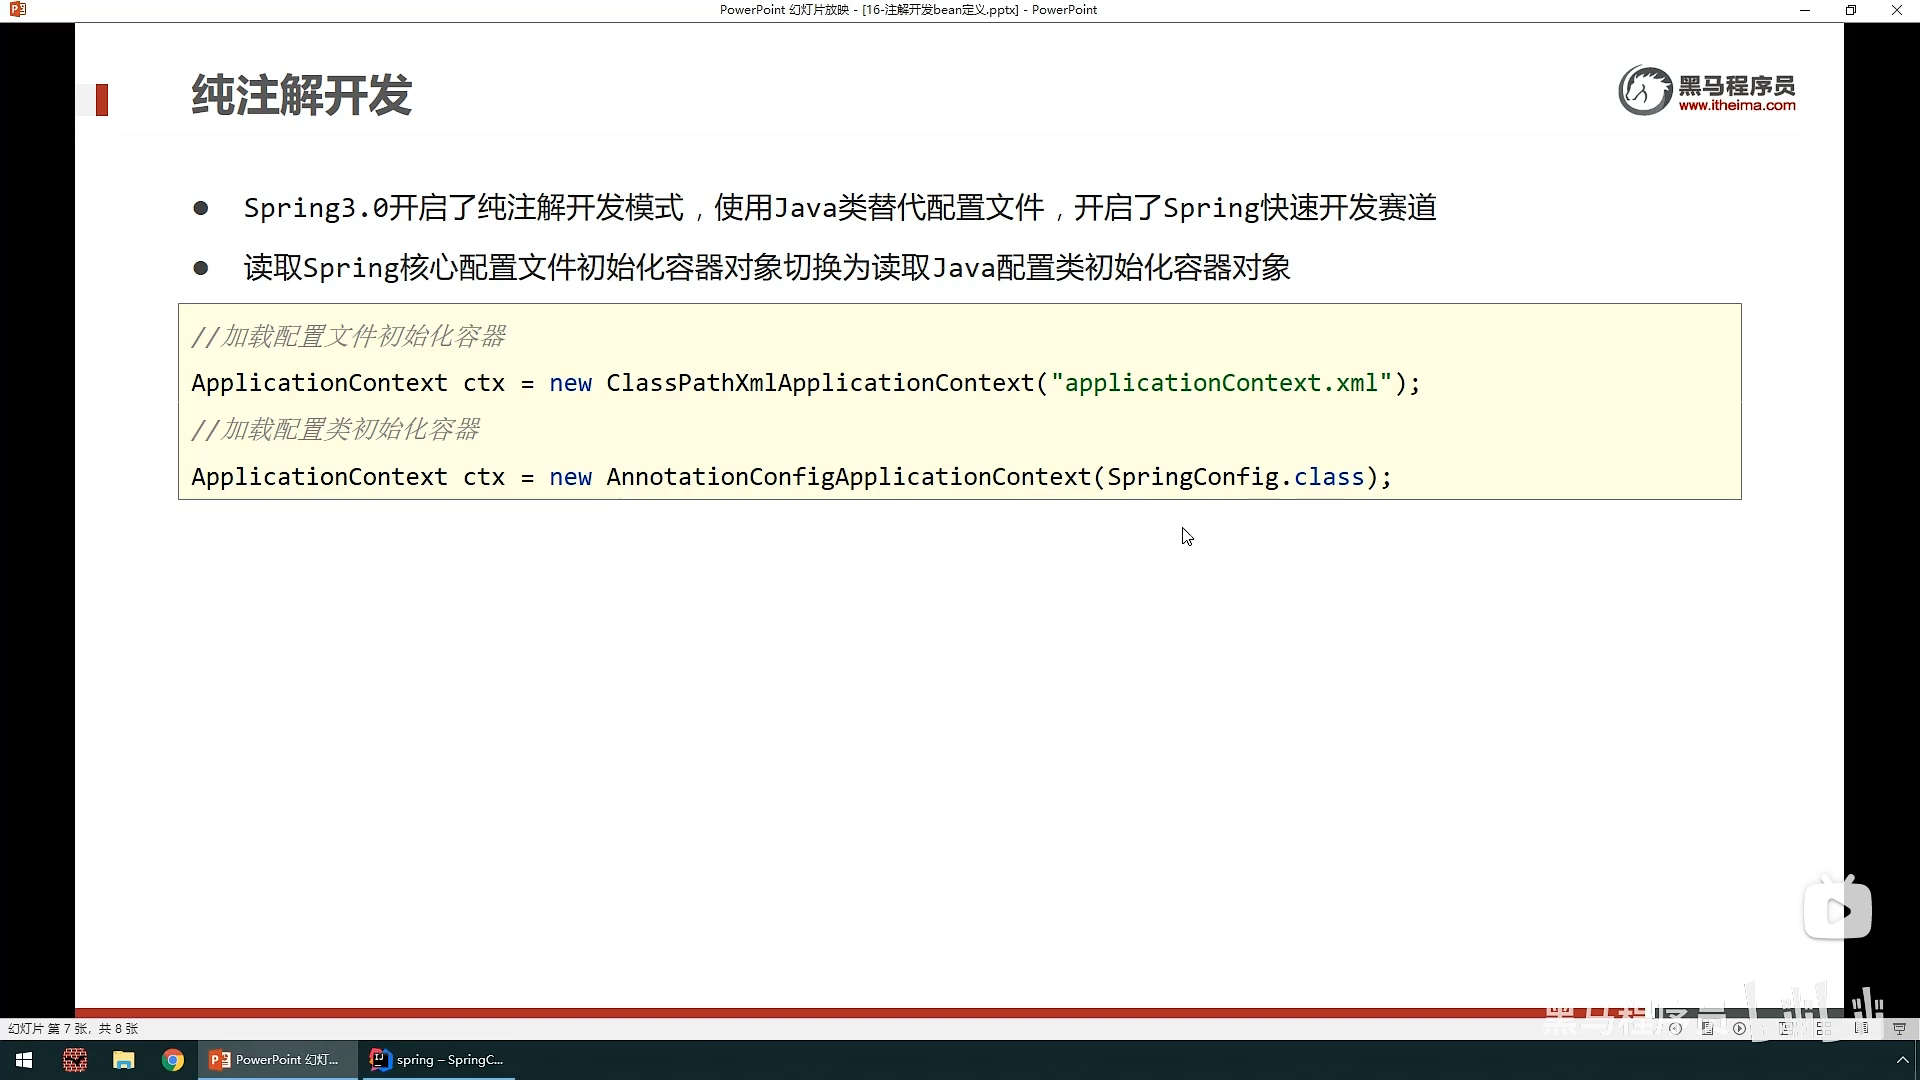 PowerPoint 幻灯片放映 - [16-注解开发bean定义.pptx] - PowerPoint
纯注解开发
黑马程序员
www.itheima.com
● Spring3.0开启了纯注解开发模式，使用Java类替代配置文件，开启了Spring快速开发赛道
● 读取Spring核心配置文件初始化容器对象切换为读取Java配置类初始化容器对象
//加载配置文件初始化容器
ApplicationContext ctx = new ClassPathXmlApplicationContext("applicationContext.xml");
//加载配置类初始化容器
ApplicationContext ctx = new AnnotationConfigApplicationContext(SpringConfig.class);
黑马程序员
幻灯片 第 7 张，共 8 张
PowerPoint 幻灯...
spring – SpringC...